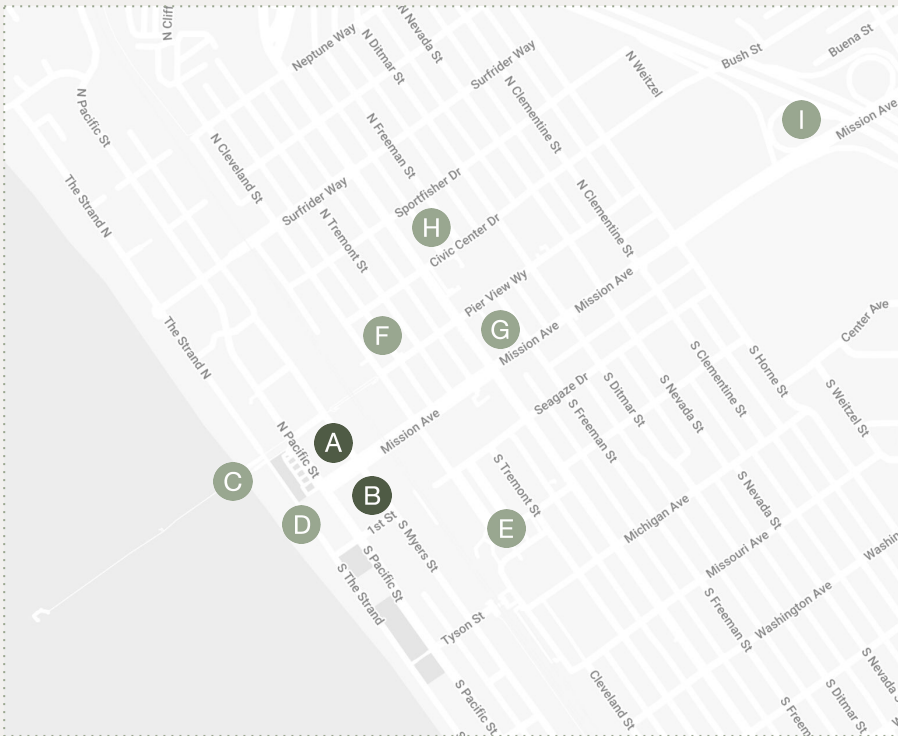 N Clift
Neptune Way
N Nevada St
N Ditmar St
Surfrider Way
N Weitzel
Bush St
Buena St
N Pacific St
N Clementine St
I
Mission Ave
N Cleveland St
N Freeman St
The Strand N
Surfrider Way
Sportfisher Dr
N Tremont St
H
Civic Center Dr
N Clementine St
Pier View Wy
Mission Ave
The Strand N
F
G
Mission Ave
Center Ave
Seagaze Dr
S Ditmar St
S Nevada St
S Clementine St
S Horne St
S Weitzel St
S Freeman St
N Pacific St
A
Mission Ave
C
B
D
1st St
S Myers St
S Tremont St
E
Michigan Ave
S Nevada St
Missouri Ave
Washin
S Pacific St
S The Strand
Tyson St
S Freeman St
Washington Ave
S Pacific St
Cleveland St
S Freem
S Ditmar St
S Nevada S